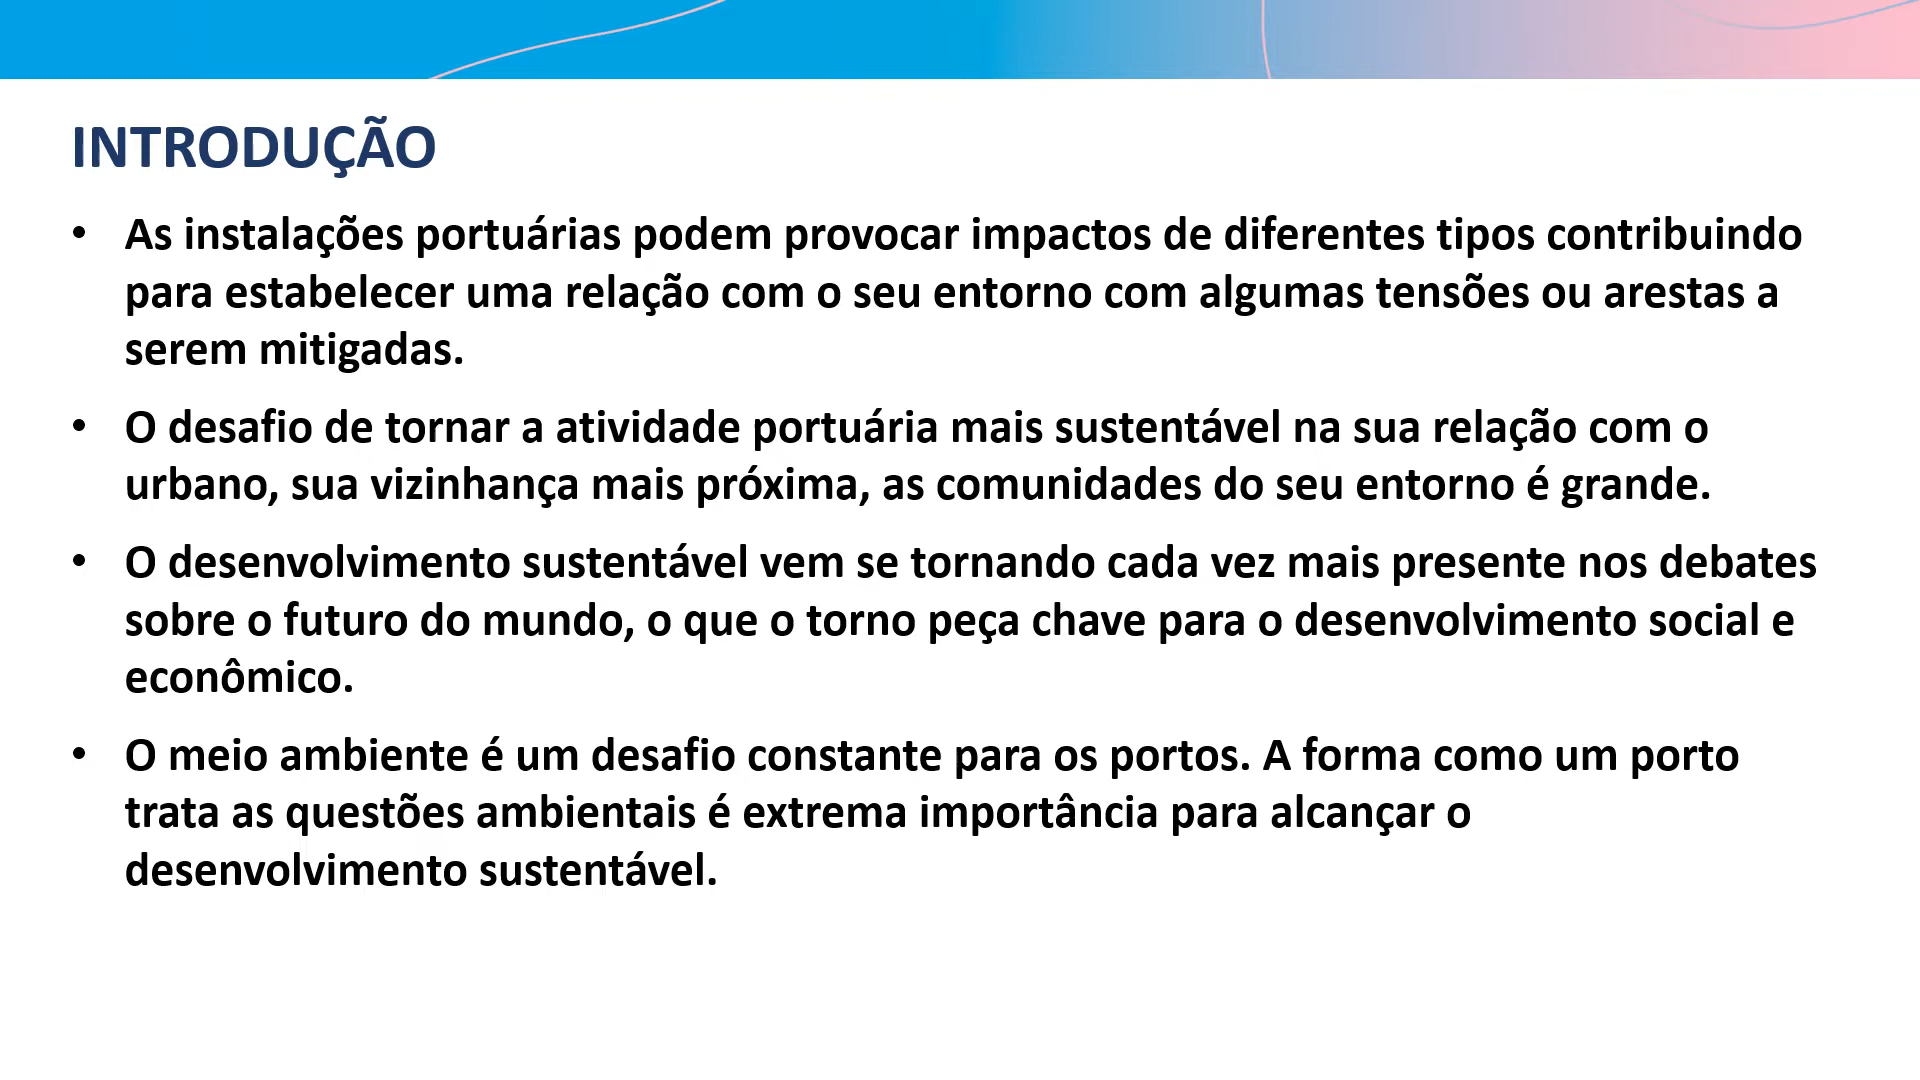 INTRODUÇÃO
• As instalações portuárias podem provocar impactos de diferentes tipos contribuindo
para estabelecer uma relação com o seu entorno com algumas tensões ou arestas a
serem mitigadas.
• O desafio de tornar a atividade portuária mais sustentável na sua relação com o
urbano, sua vizinhança mais próxima, as comunidades do seu entorno é grande.
• O desenvolvimento sustentável vem se tornando cada vez mais presente nos debates
sobre o futuro do mundo, o que o torno peça chave para o desenvolvimento social e
econômico.
• O meio ambiente é um desafio constante para os portos. A forma como um porto
trata as questões ambientais é extrema importância para alcançar o
desenvolvimento sustentável.